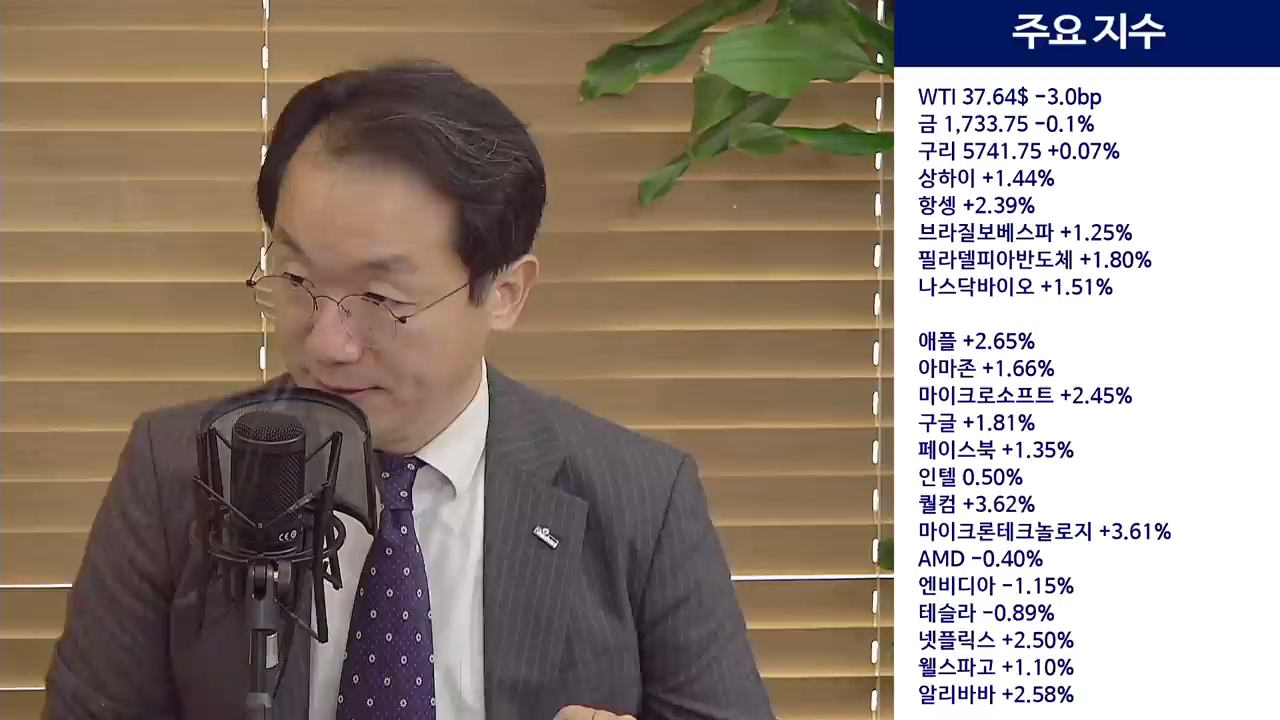 주요 지수
WTI 37.64$ -3.0bp
금 1,733.75 -0.1%
구리 5741.75 +0.07%
상하이 +1.44%
항셍 +2.39%
브라질보베스파 +1.25%
필라델피아반도체 +1.80%
나스닥바이오 +1.51%
애플 +2.65%
아마존 +1.66%
마이크로소프트 +2.45%
구글 +1.81%
페이스북 +1.35%
인텔 0.50%
퀄컴 +3.62%
마이크론테크놀로지 +3.61%
AMD -0.40%
엔비디아 -1.15%
테슬라 -0.89%
넷플릭스 +2.50%
웰스파고 +1.10%
알리바바 +2.58%